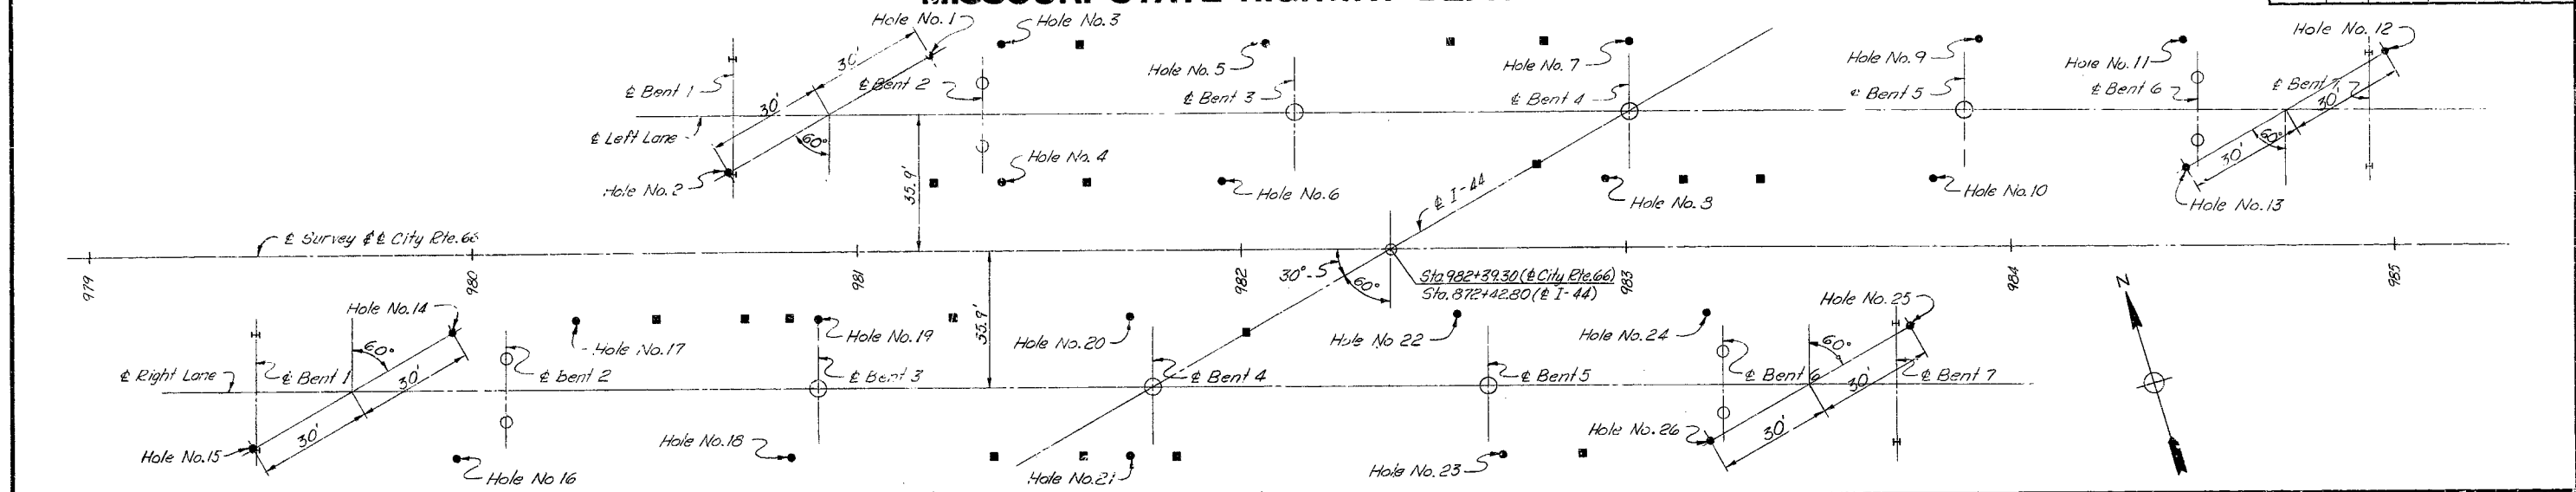 MISSOURI STATE HIGHWAY
Hole No. 1
Hole No. 3
Hole No. 12
30'
Hole No. 9
Hole No. 11
Hole No. 5
Hole No. 7
℄ Bent 1
℄ Bent 2
℄ Bent 3
℄ Bent 4
℄ Bent 5
℄ Bent 6
℄ Bent 7
30'
30'
℄ Left Lane
60°
60°
30'
Hole No. 4
Hole No. 2
55.9'
Hole No. 6
℄ I-44
Hole No. 8
Hole No. 10
Hole No. 13
℄ Survey & ℄ City Rte. 66
979
980
981
982
983
984
985
30°-S
60°
Sta. 982+39.30 (℄ City Rte. 66)
Sta. 872+42.80 (℄ I-44)
N
55.9'
Hole No. 14
Hole No. 17
Hole No. 19
Hole No. 20
Hole No 22
Hole No. 24
Hole No. 25
60°
60°
℄ Right Lane
℄ Bent 1
30'
℄ Bent 2
℄ Bent 3
℄ Bent 4
℄ Bent 5
℄ Bent 6
30'
℄ Bent 7
30'
30'
Hole No. 15
Hole No 16
Hole No. 18
Hole No. 21
Hole No. 23
Hole No. 26